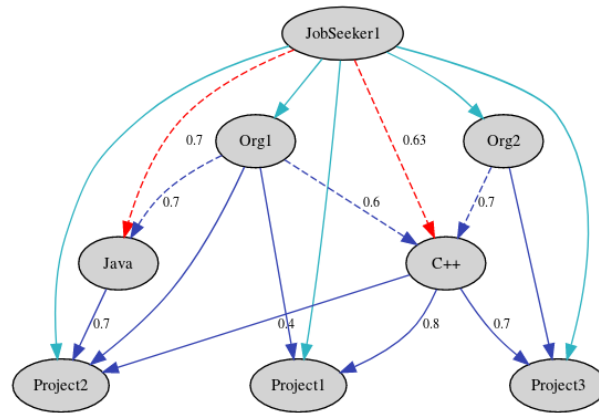 JobSeeker1
0.7
Org1
0.63
Org2
0.7
0.6
0.7
Java
C++
0.7
0.4
0.8
0.7
Project2
Project1
Project3